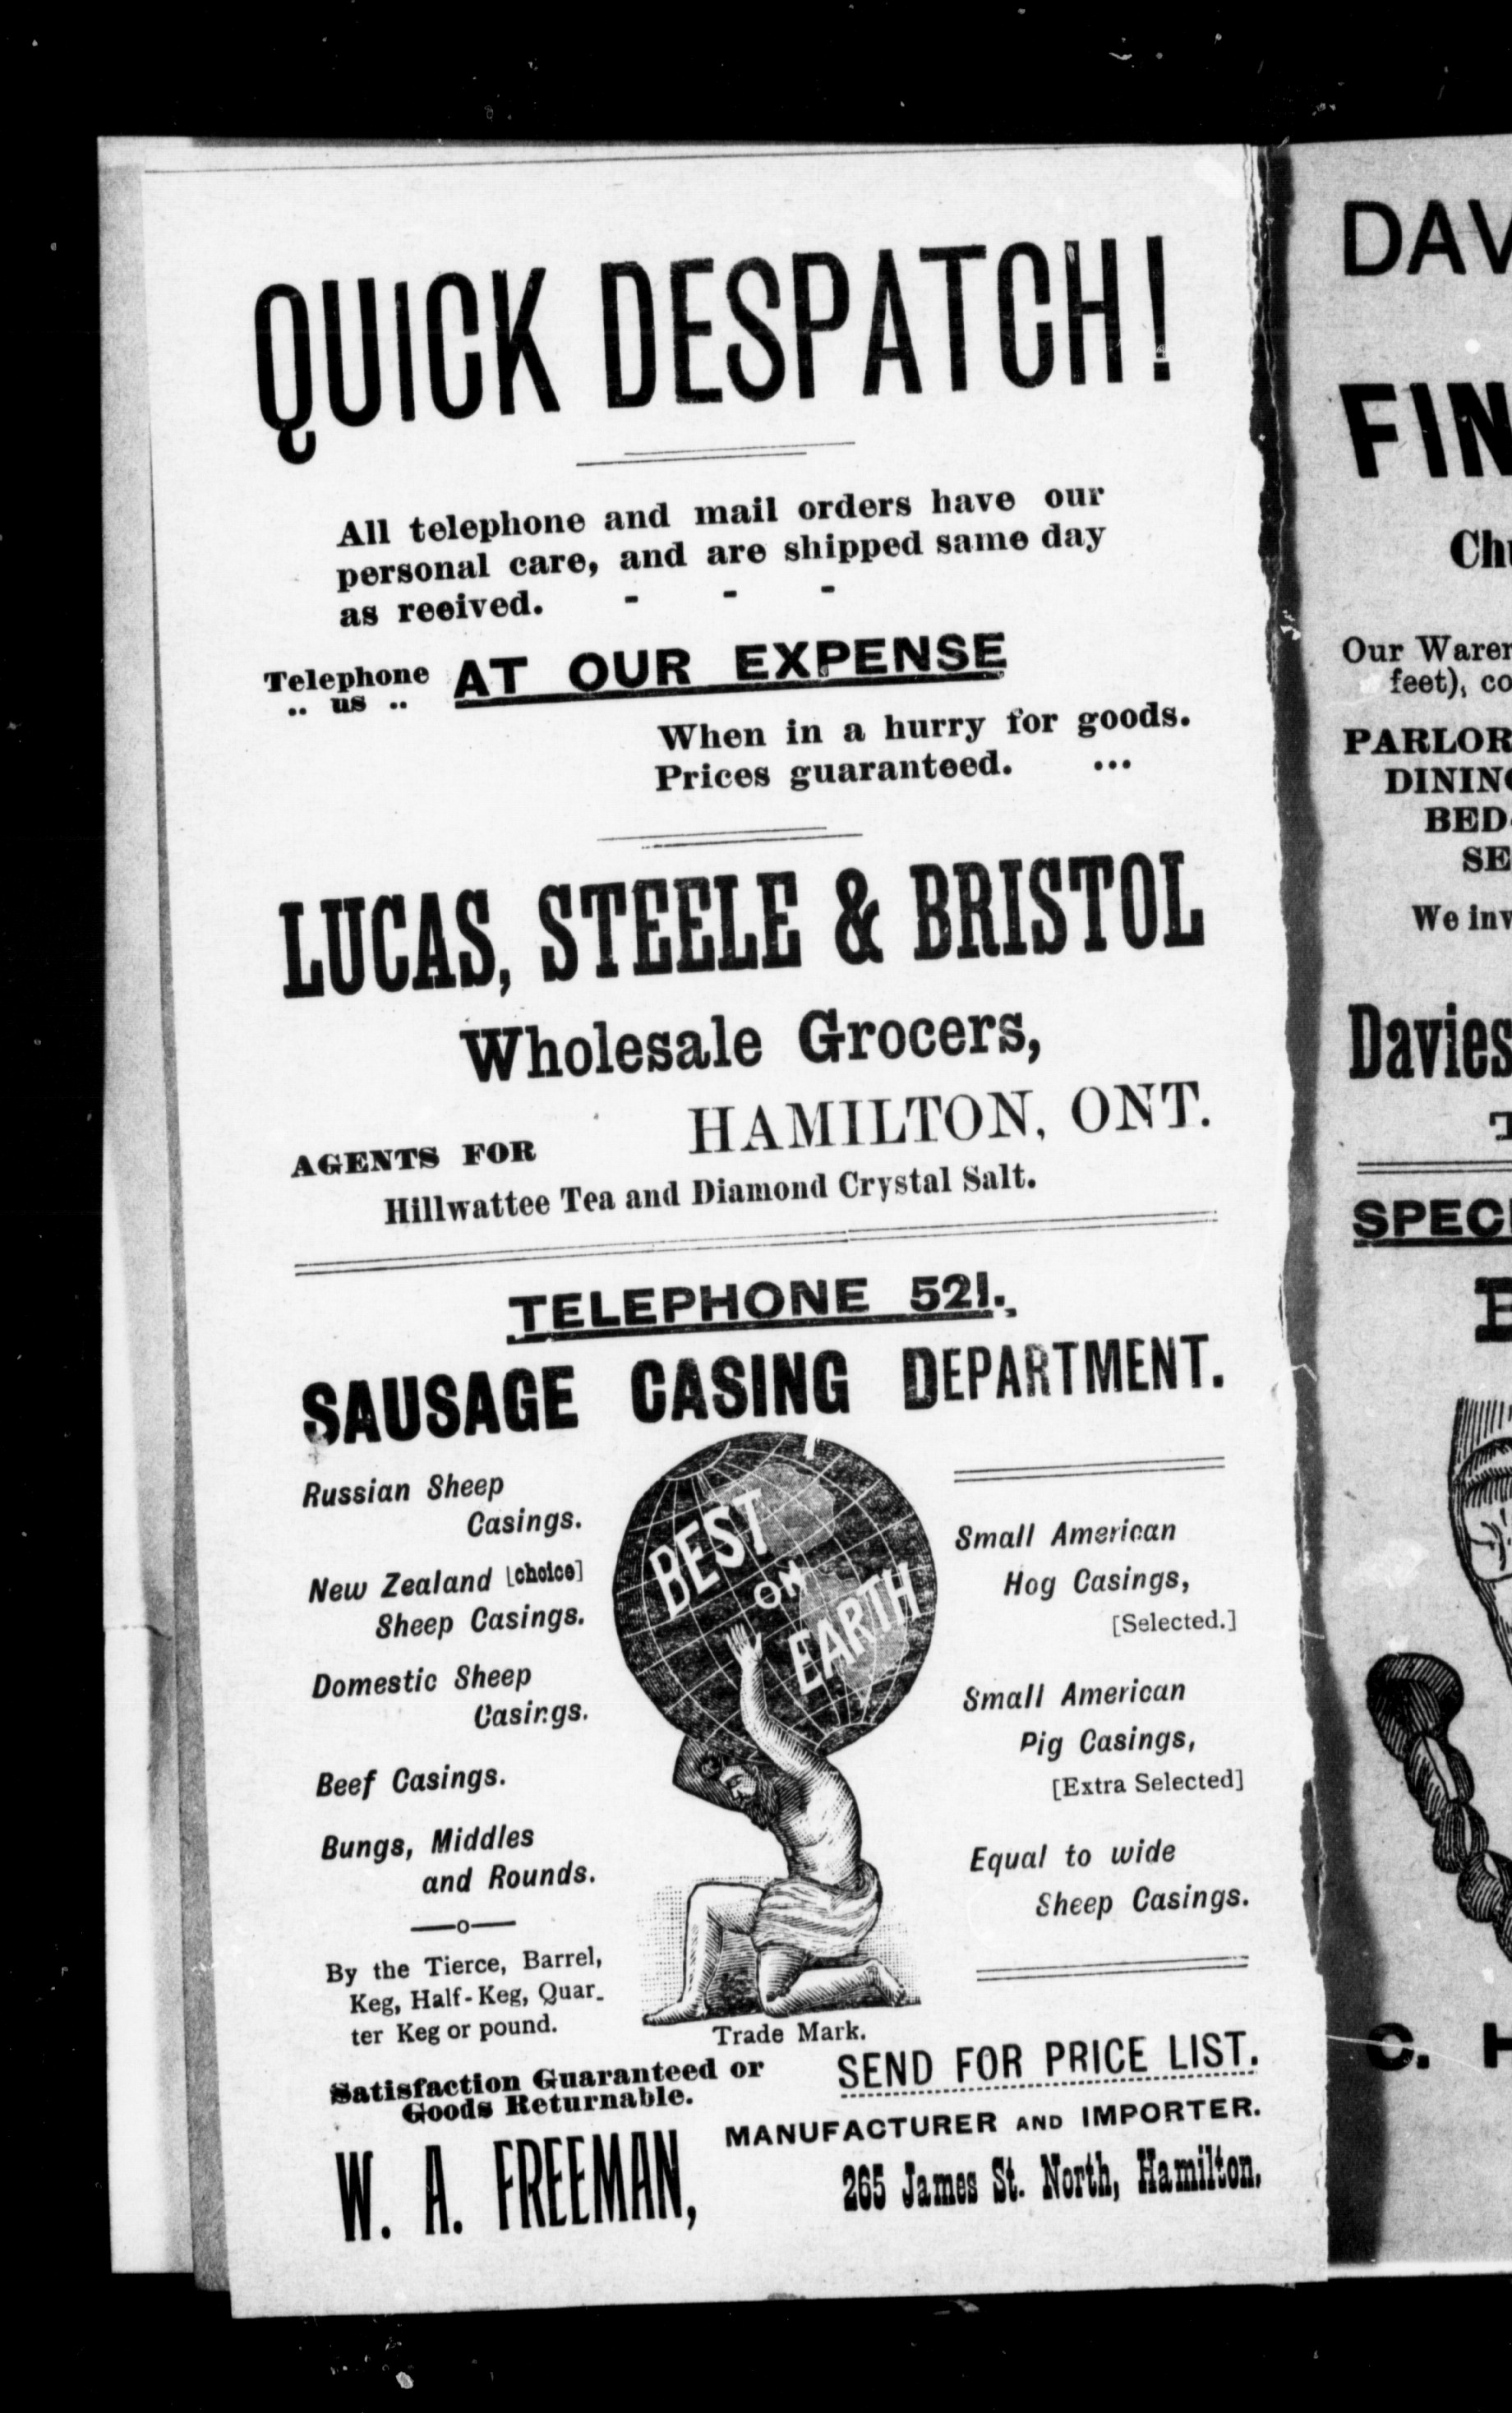 QUICK DESPATCH!
All telephone and mail orders have our
personal care, and are shipped same day
as reeived. - - -
Telephone
.. us ..
AT OUR EXPENSE
When in a hurry for goods.
Prices guaranteed. ...
LUCAS, STEELE & BRISTOL
Wholesale Grocers,
HAMILTON, ONT.
AGENTS FOR
Hillwattee Tea and Diamond Crystal Salt.
TELEPHONE 521.
SAUSAGE CASING DEPARTMENT.
Russian Sheep
Casings.
New Zealand [choice]
Sheep Casings.
Domestic Sheep
Casings.
Beef Casings.
Bungs, Middles
and Rounds.
—o—
By the Tierce, Barrel,
Keg, Half-Keg, Quar-
ter Keg or pound.
BEST
ON
EARTH
Trade Mark.
Small American
Hog Casings,
[Selected.]
Small American
Pig Casings,
[Extra Selected]
Equal to wide
Sheep Casings.
Satisfaction Guaranteed or
Goods Returnable.
SEND FOR PRICE LIST.
MANUFACTURER AND IMPORTER.
W. A. FREEMAN,
265 James St. North, Hamilton.
DAV
FIN
Our Waren
feet), co
PARLOR
DINING
BED
SE
We inv
Davies
SPECI
C. H